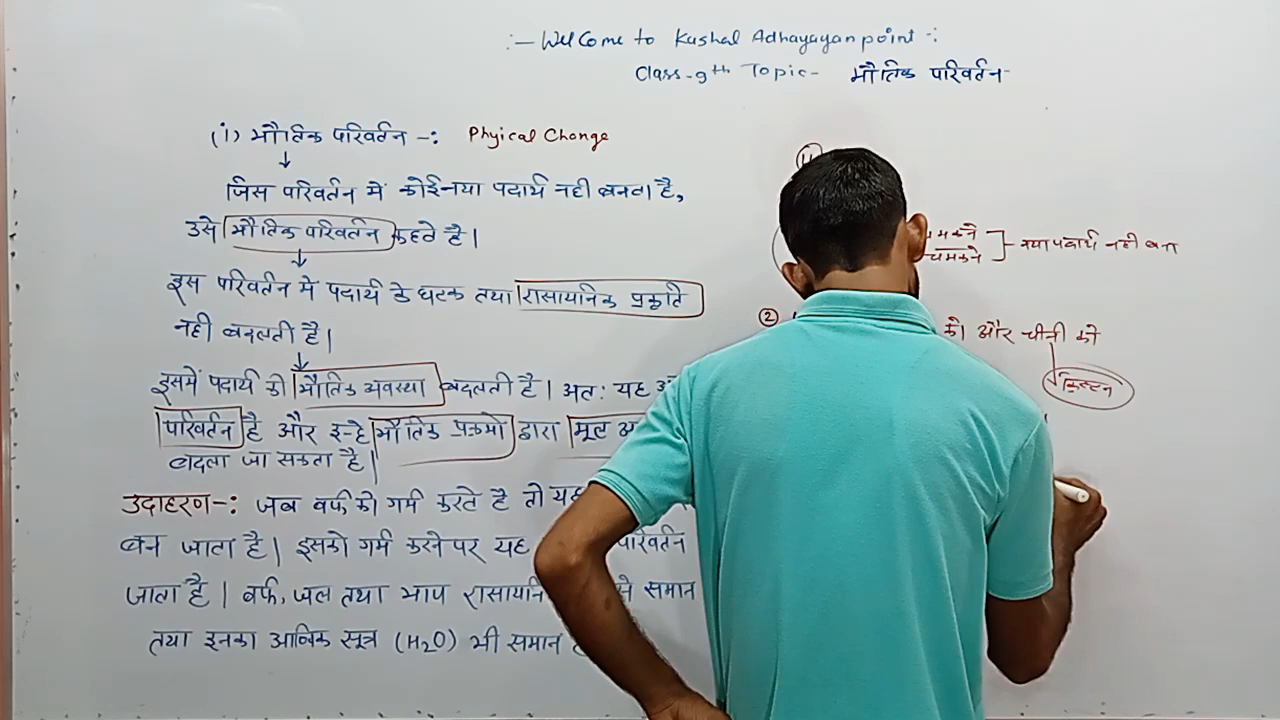 :- Welcome to Kushal Adhayayan point -:
Class-9th Topic- भौतिक परिवर्तन
(i) भौतिक परिवर्तन -: Phyical Change
जिस परिवर्तन में कोई नया पदार्थ नही बनता है,
उसे भौतिक परिवर्तन कहते है।
इस परिवर्तन में पदार्थ के घटक तथा रासायनिक प्रकृति
नही बदलती है।
इसमें पदार्थ की भौतिक अवस्था बदलती है। अतः यह
परिवर्तन है और इन्हे भौतिक प्रक्रमो द्वारा मूल
बदला जा सकता है।
उदाहरण-: जब बर्फ को गर्म करते है तो यह
बन जाता है। इसको गर्म करने पर यह परिवर्तन
जाता है। बर्फ, जल तथा भाप से समान
तथा इनका आण्विक सूत्र (H2O) भी समान
चमकने
नया पदार्थ नही बना
② को और चीनी को